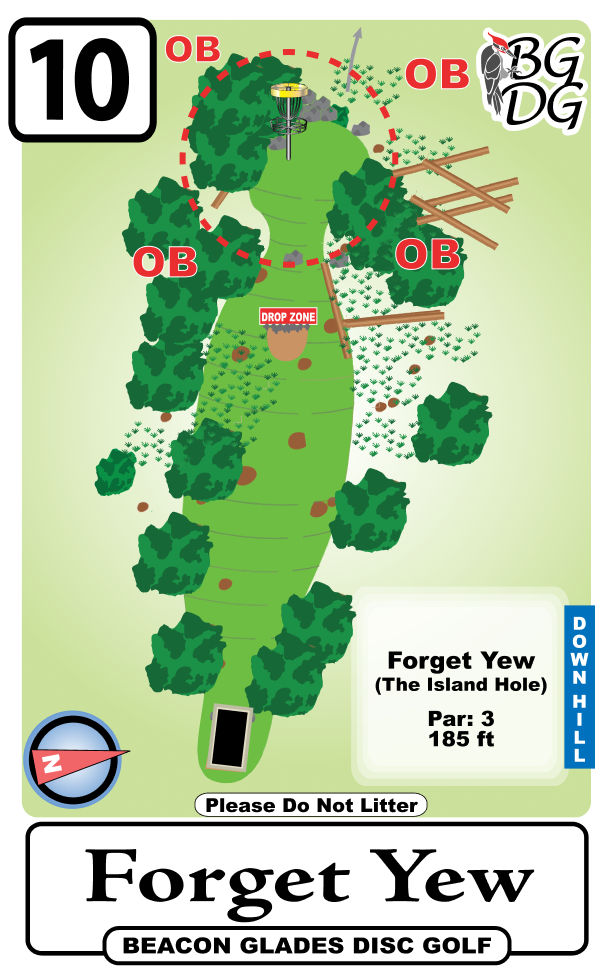 10
OB
OB
BG
DG
OB
OB
DROP ZONE
Forget Yew
(The Island Hole)
Par: 3
185 ft
DOWN HILL
N
Please Do Not Litter
Forget Yew
BEACON GLADES DISC GOLF